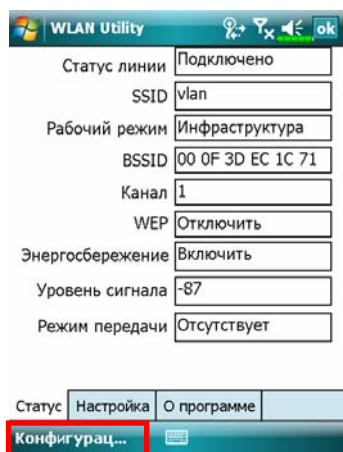 WLAN Utility ok
Статус линии Подключено
SSID vlan
Рабочий режим Инфраструктура
BSSID 00 0F 3D EC 1C 71
Канал 1
WEP Отключить
Энергосбережение Включить
Уровень сигнала -87
Режим передачи Отсутствует
Статус Настройка О программе
Конфигурац...